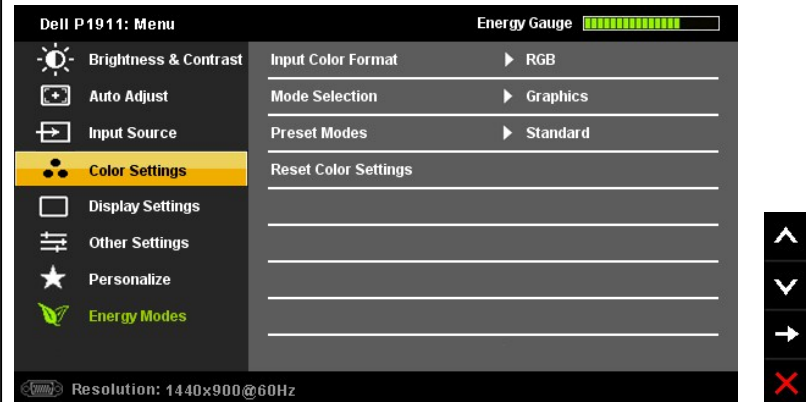 Dell P1911: Menu Energy Gauge
Brightness & Contrast Input Color Format RGB
Auto Adjust Mode Selection Graphics
Input Source Preset Modes Standard
Color Settings Reset Color Settings
Display Settings
Other Settings
Personalize
Energy Modes
Resolution: 1440x900@60Hz